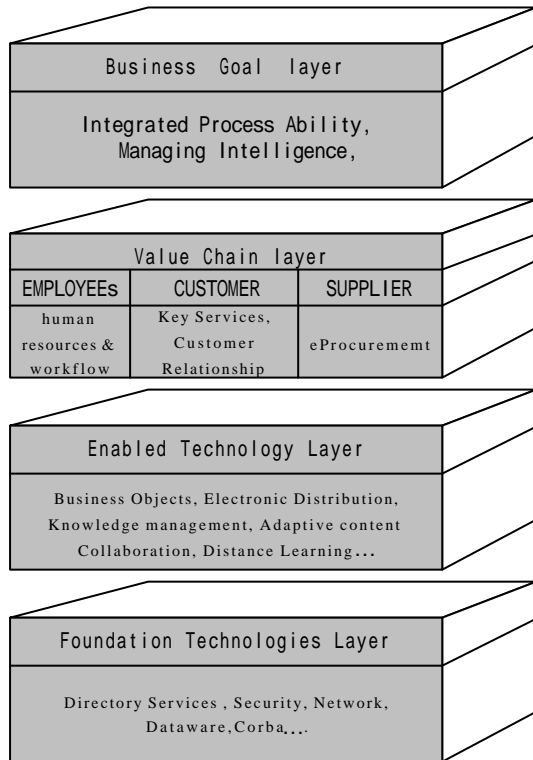 Business Goal layer
Integrated Process Ability,
Managing Intelligence,
Value Chain layer
EMPLOYEEs CUSTOMER SUPPLIER
human
resources &
workflow
Key Services,
Customer
Relationship
eProcurememt
Enabled Technology Layer
Business Objects, Electronic Distribution,
Knowledge management, Adaptive content
Collaboration, Distance Learning...
Foundation Technologies Layer
Directory Services , Security, Network,
Dataware,Corba....